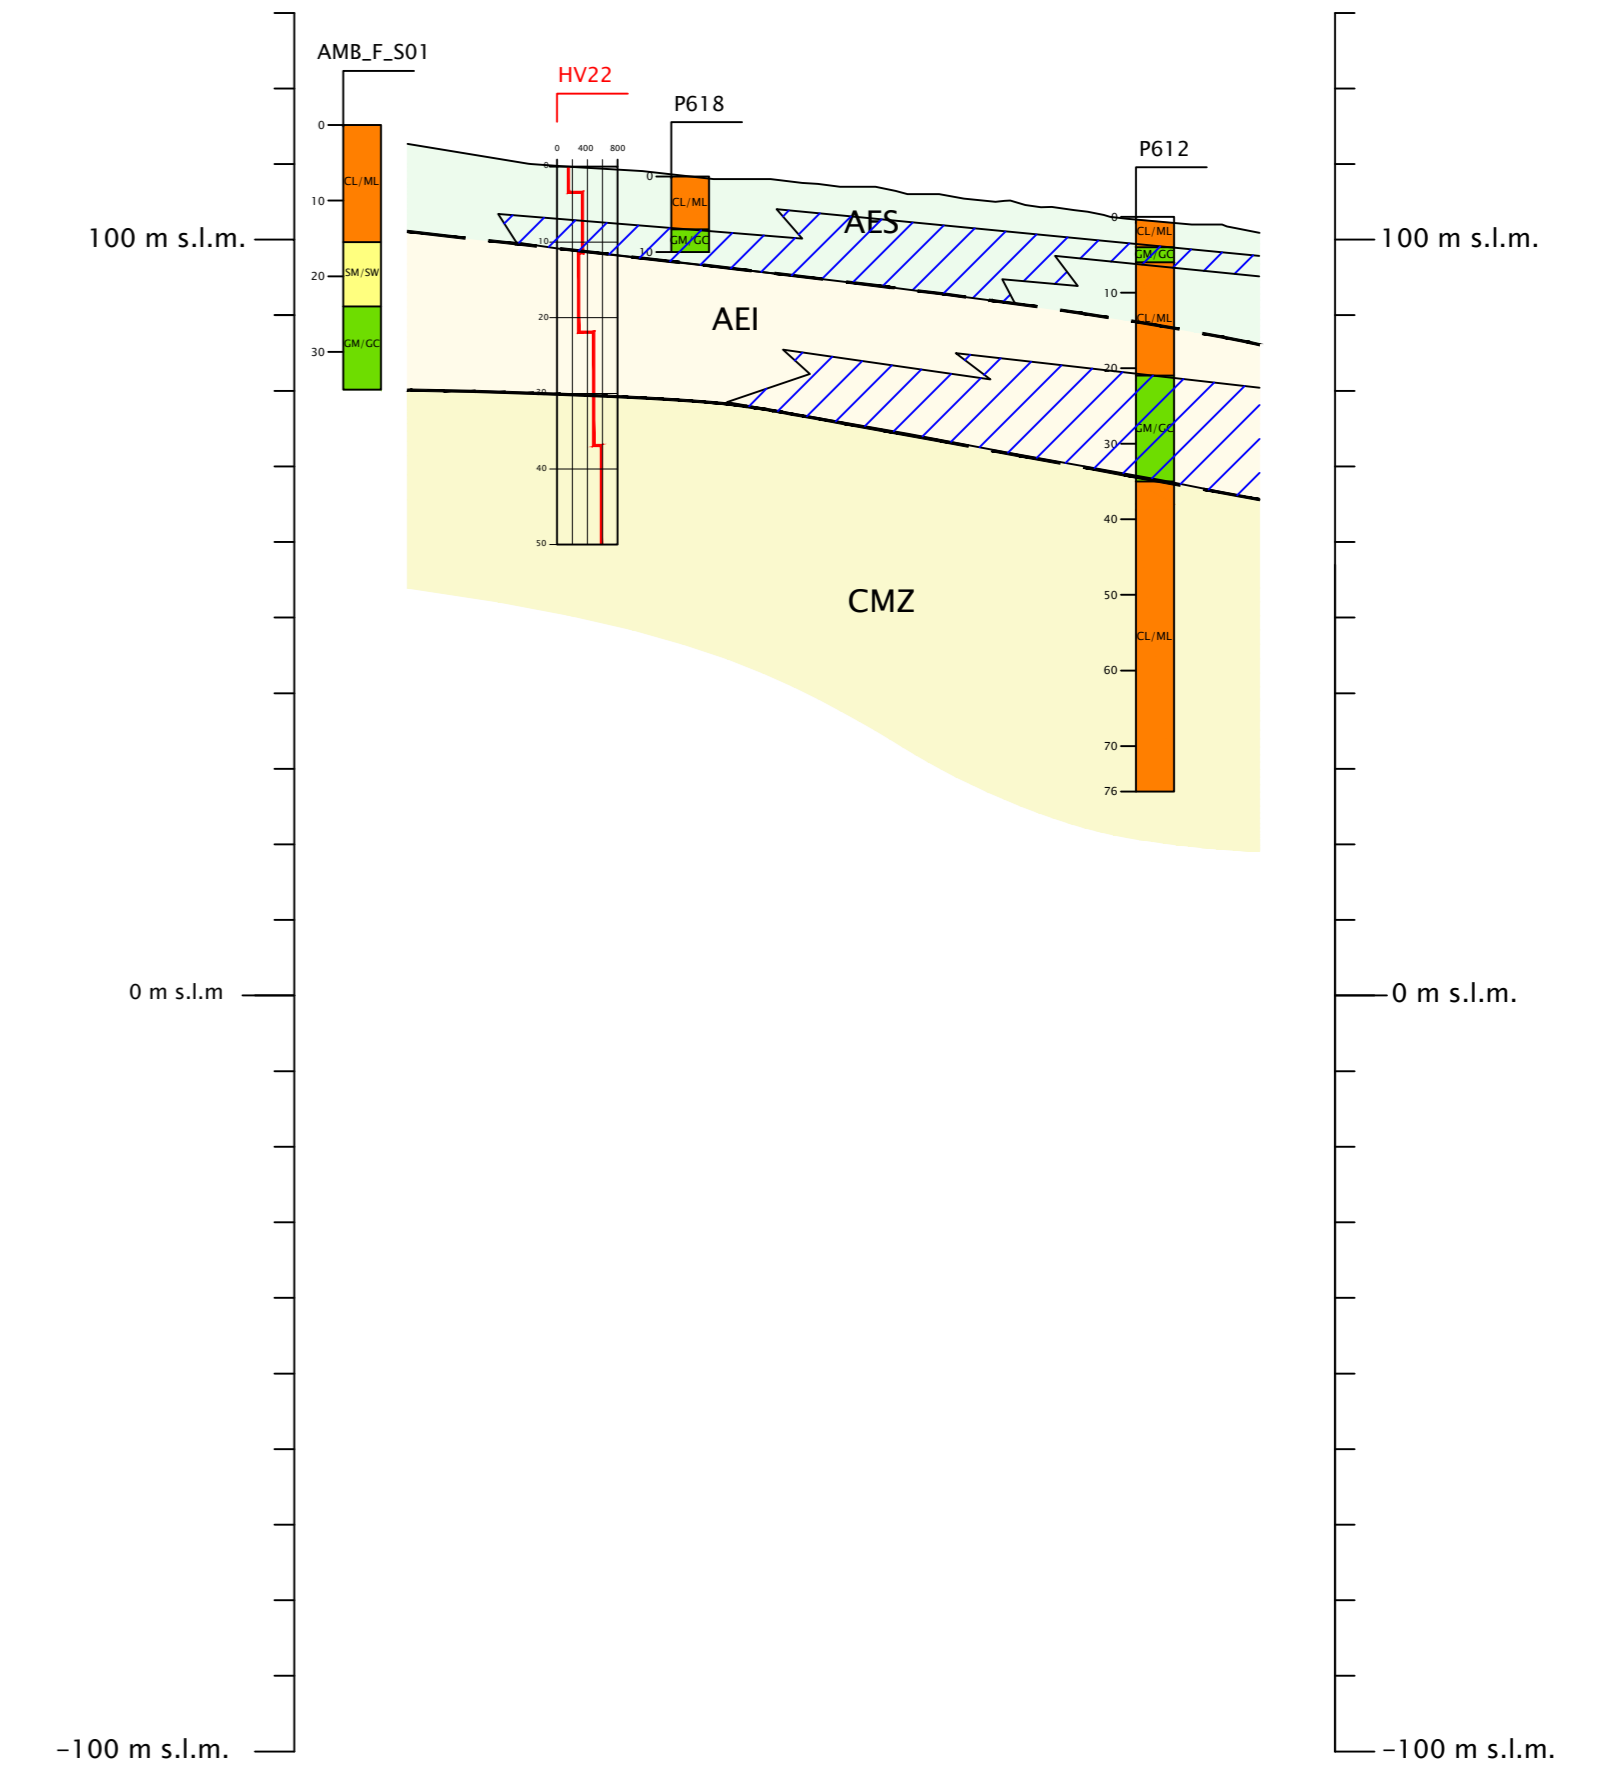 AMB_F_S01
HV22
P618
P612
0 400 800
0
CL/ML
10
SM/SW
20
GM/GC
30
100 m s.l.m.
100 m s.l.m.
0
10
20
30
40
50
0
CL/ML
GM/GC
10
AES
AEI
CMZ
0
CL/ML
GM/GC
10
CL/ML
20
GM/GC
30
40
50
CL/ML
60
70
76
0 m s.l.m
0 m s.l.m.
–100 m s.l.m.
–100 m s.l.m.